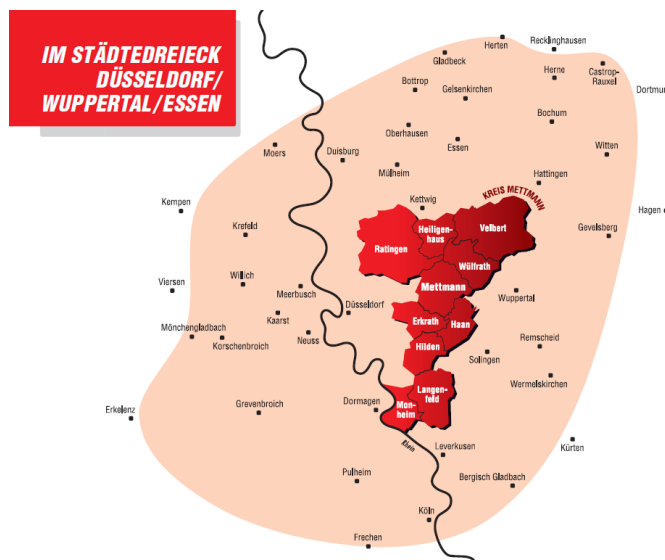 IM STÄDTEDREIECK
DÜSSELDORF/
WUPPERTAL/ESSEN
Herten
Recklinghausen
Gladbeck
Castrop-
Rauxel
Herne
Bottrop
Gelsenkirchen
Dortmun
Bochum
Oberhausen
Essen
Witten
Moers
Duisburg
Mülheim
Hattingen
KREIS METTMANN
Kempen
Kettwig
Hagen
Krefeld
Heiligen-
haus
Velbert
Gevelsberg
Ratingen
Wülfrath
Viersen
Willich
Meerbusch
Mettmann
Wuppertal
Kaarst
Düsseldorf
Erkrath
Haan
Mönchengladbach
Korschenbroich
Neuss
Hilden
Solingen
Remscheid
Wermelskirchen
Erkelenz
Grevenbroich
Dormagen
Mon-
heim
Langen-
feld
Rhein
Leverkusen
Kürten
Pulheim
Bergisch Gladbach
Köln
Frechen